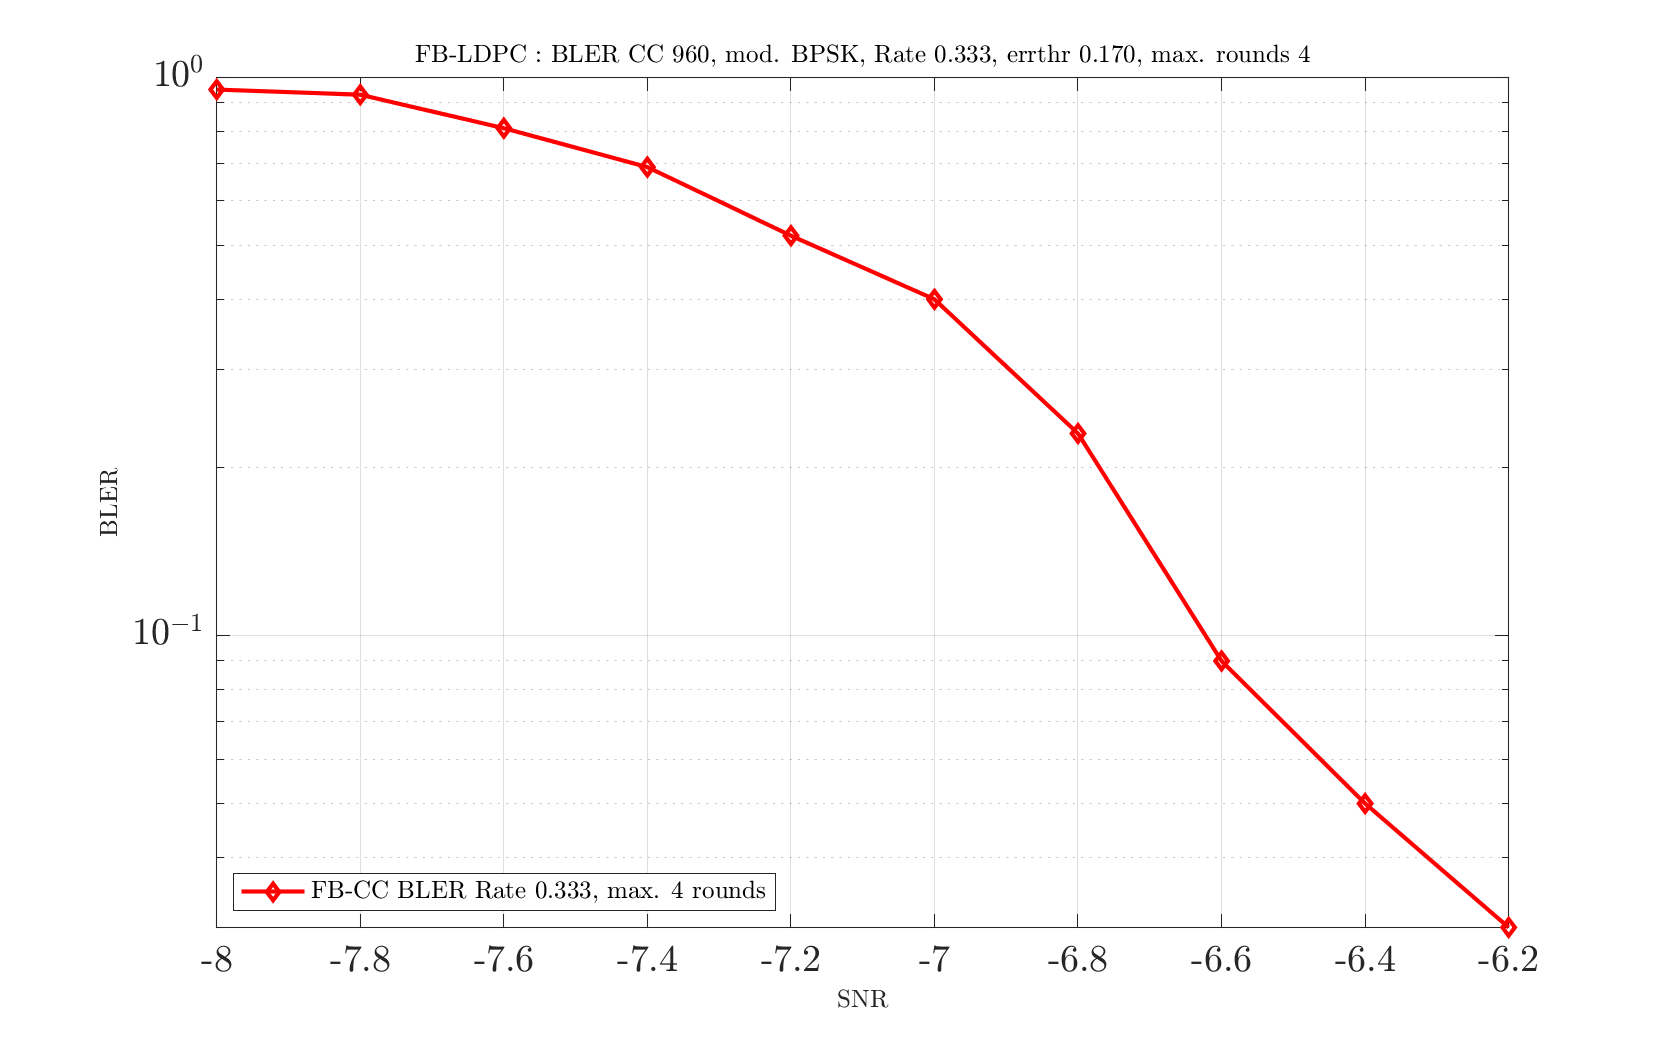 FB-LDPC : BLER CC 960, mod. BPSK, Rate 0.333, errthr 0.170, max. rounds 4
10^0
10^-1
BLER
FB-CC BLER Rate 0.333, max. 4 rounds
-8 -7.8 -7.6 -7.4 -7.2 -7 -6.8 -6.6 -6.4 -6.2
SNR